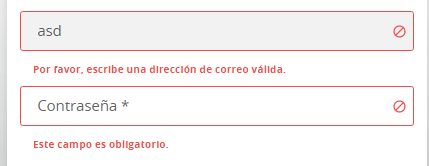 asd
Por favor, escribe una dirección de correo válida.
Contraseña *
Este campo es obligatorio.